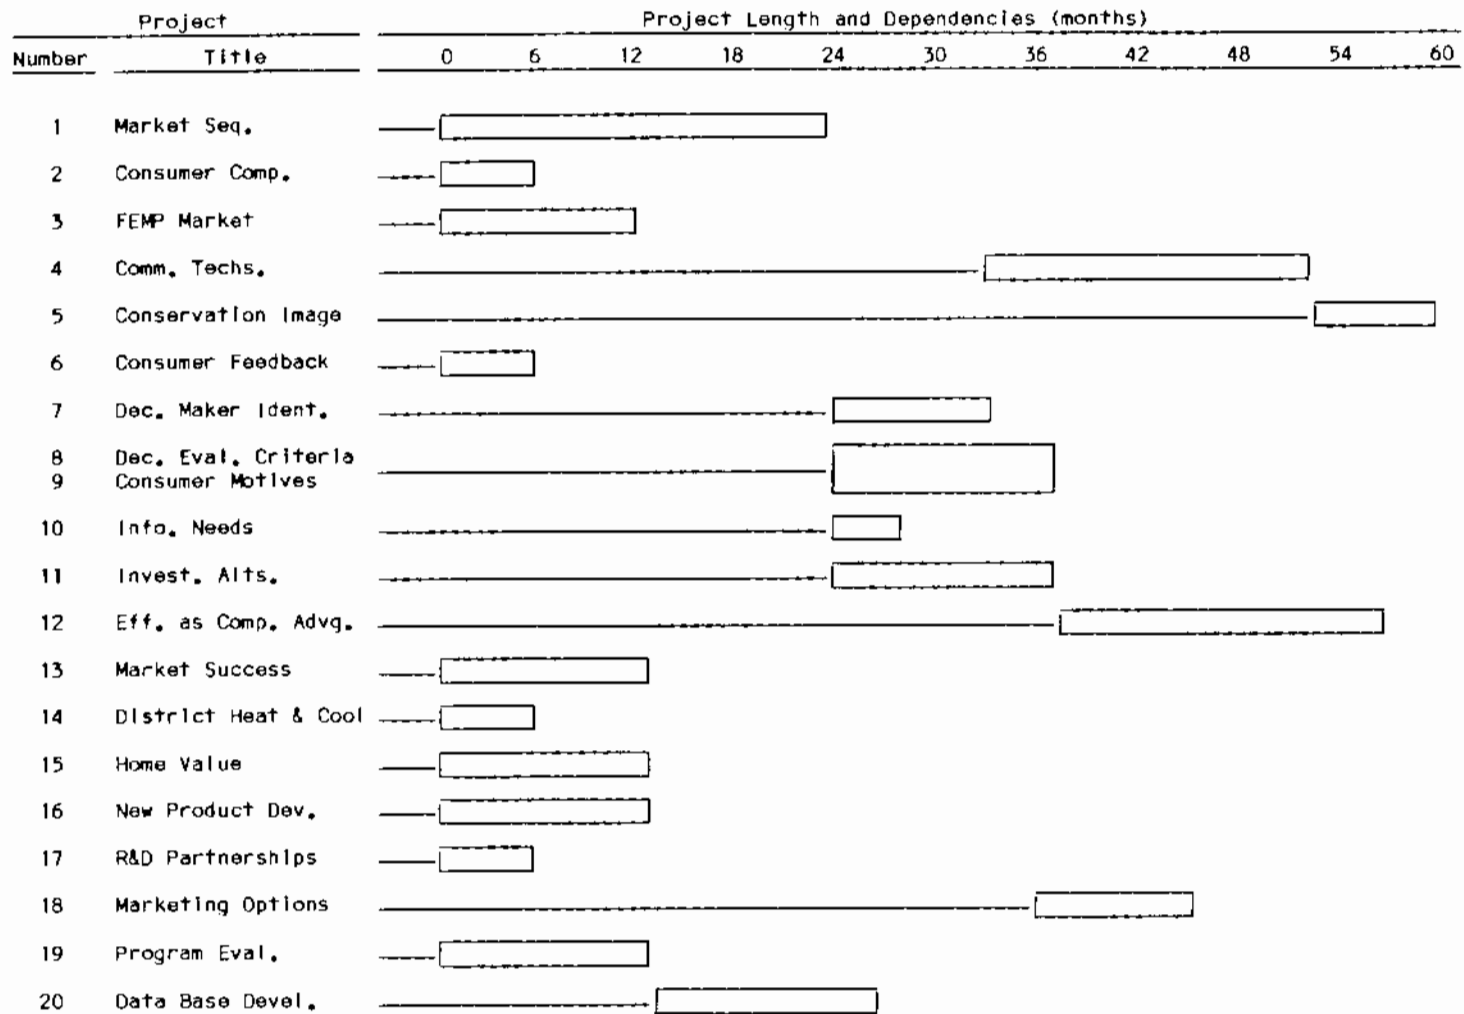 Project Project Length and Dependencies (months)
Number Title 0 6 12 18 24 30 36 42 48 54 60
1 Market Seq.
2 Consumer Comp.
3 FEMP Market
4 Comm. Techs.
5 Conservation Image
6 Consumer Feedback
7 Dec. Maker Ident.
8 Dec. Eval. Criteria
9 Consumer Motives
10 Info. Needs
11 Invest. Alts.
12 Eff. as Comp. Advg.
13 Market Success
14 District Heat & Cool
15 Home Value
16 New Product Dev.
17 R&D Partnerships
18 Marketing Options
19 Program Eval.
20 Data Base Devel.